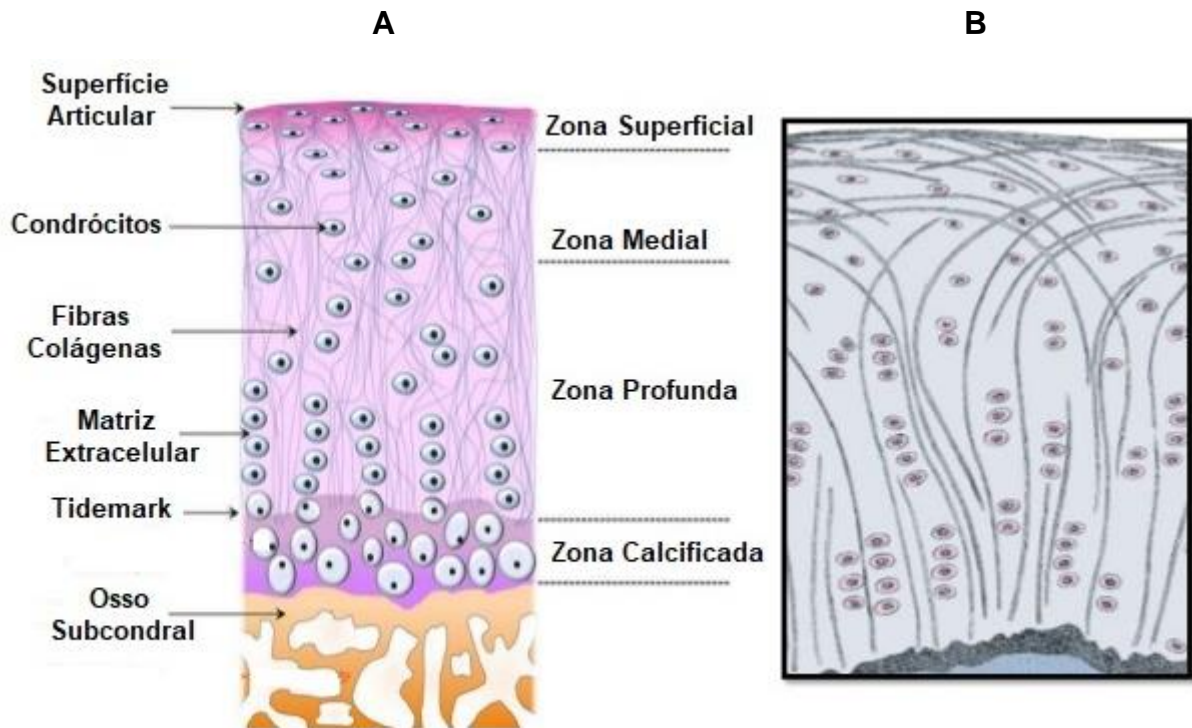 A
B
Superfície
Articular
Condrócitos
Fibras
Colágenas
Matriz
Extracelular
Tidemark
Osso
Subcondral
Zona Superficial
Zona Medial
Zona Profunda
Zona Calcificada